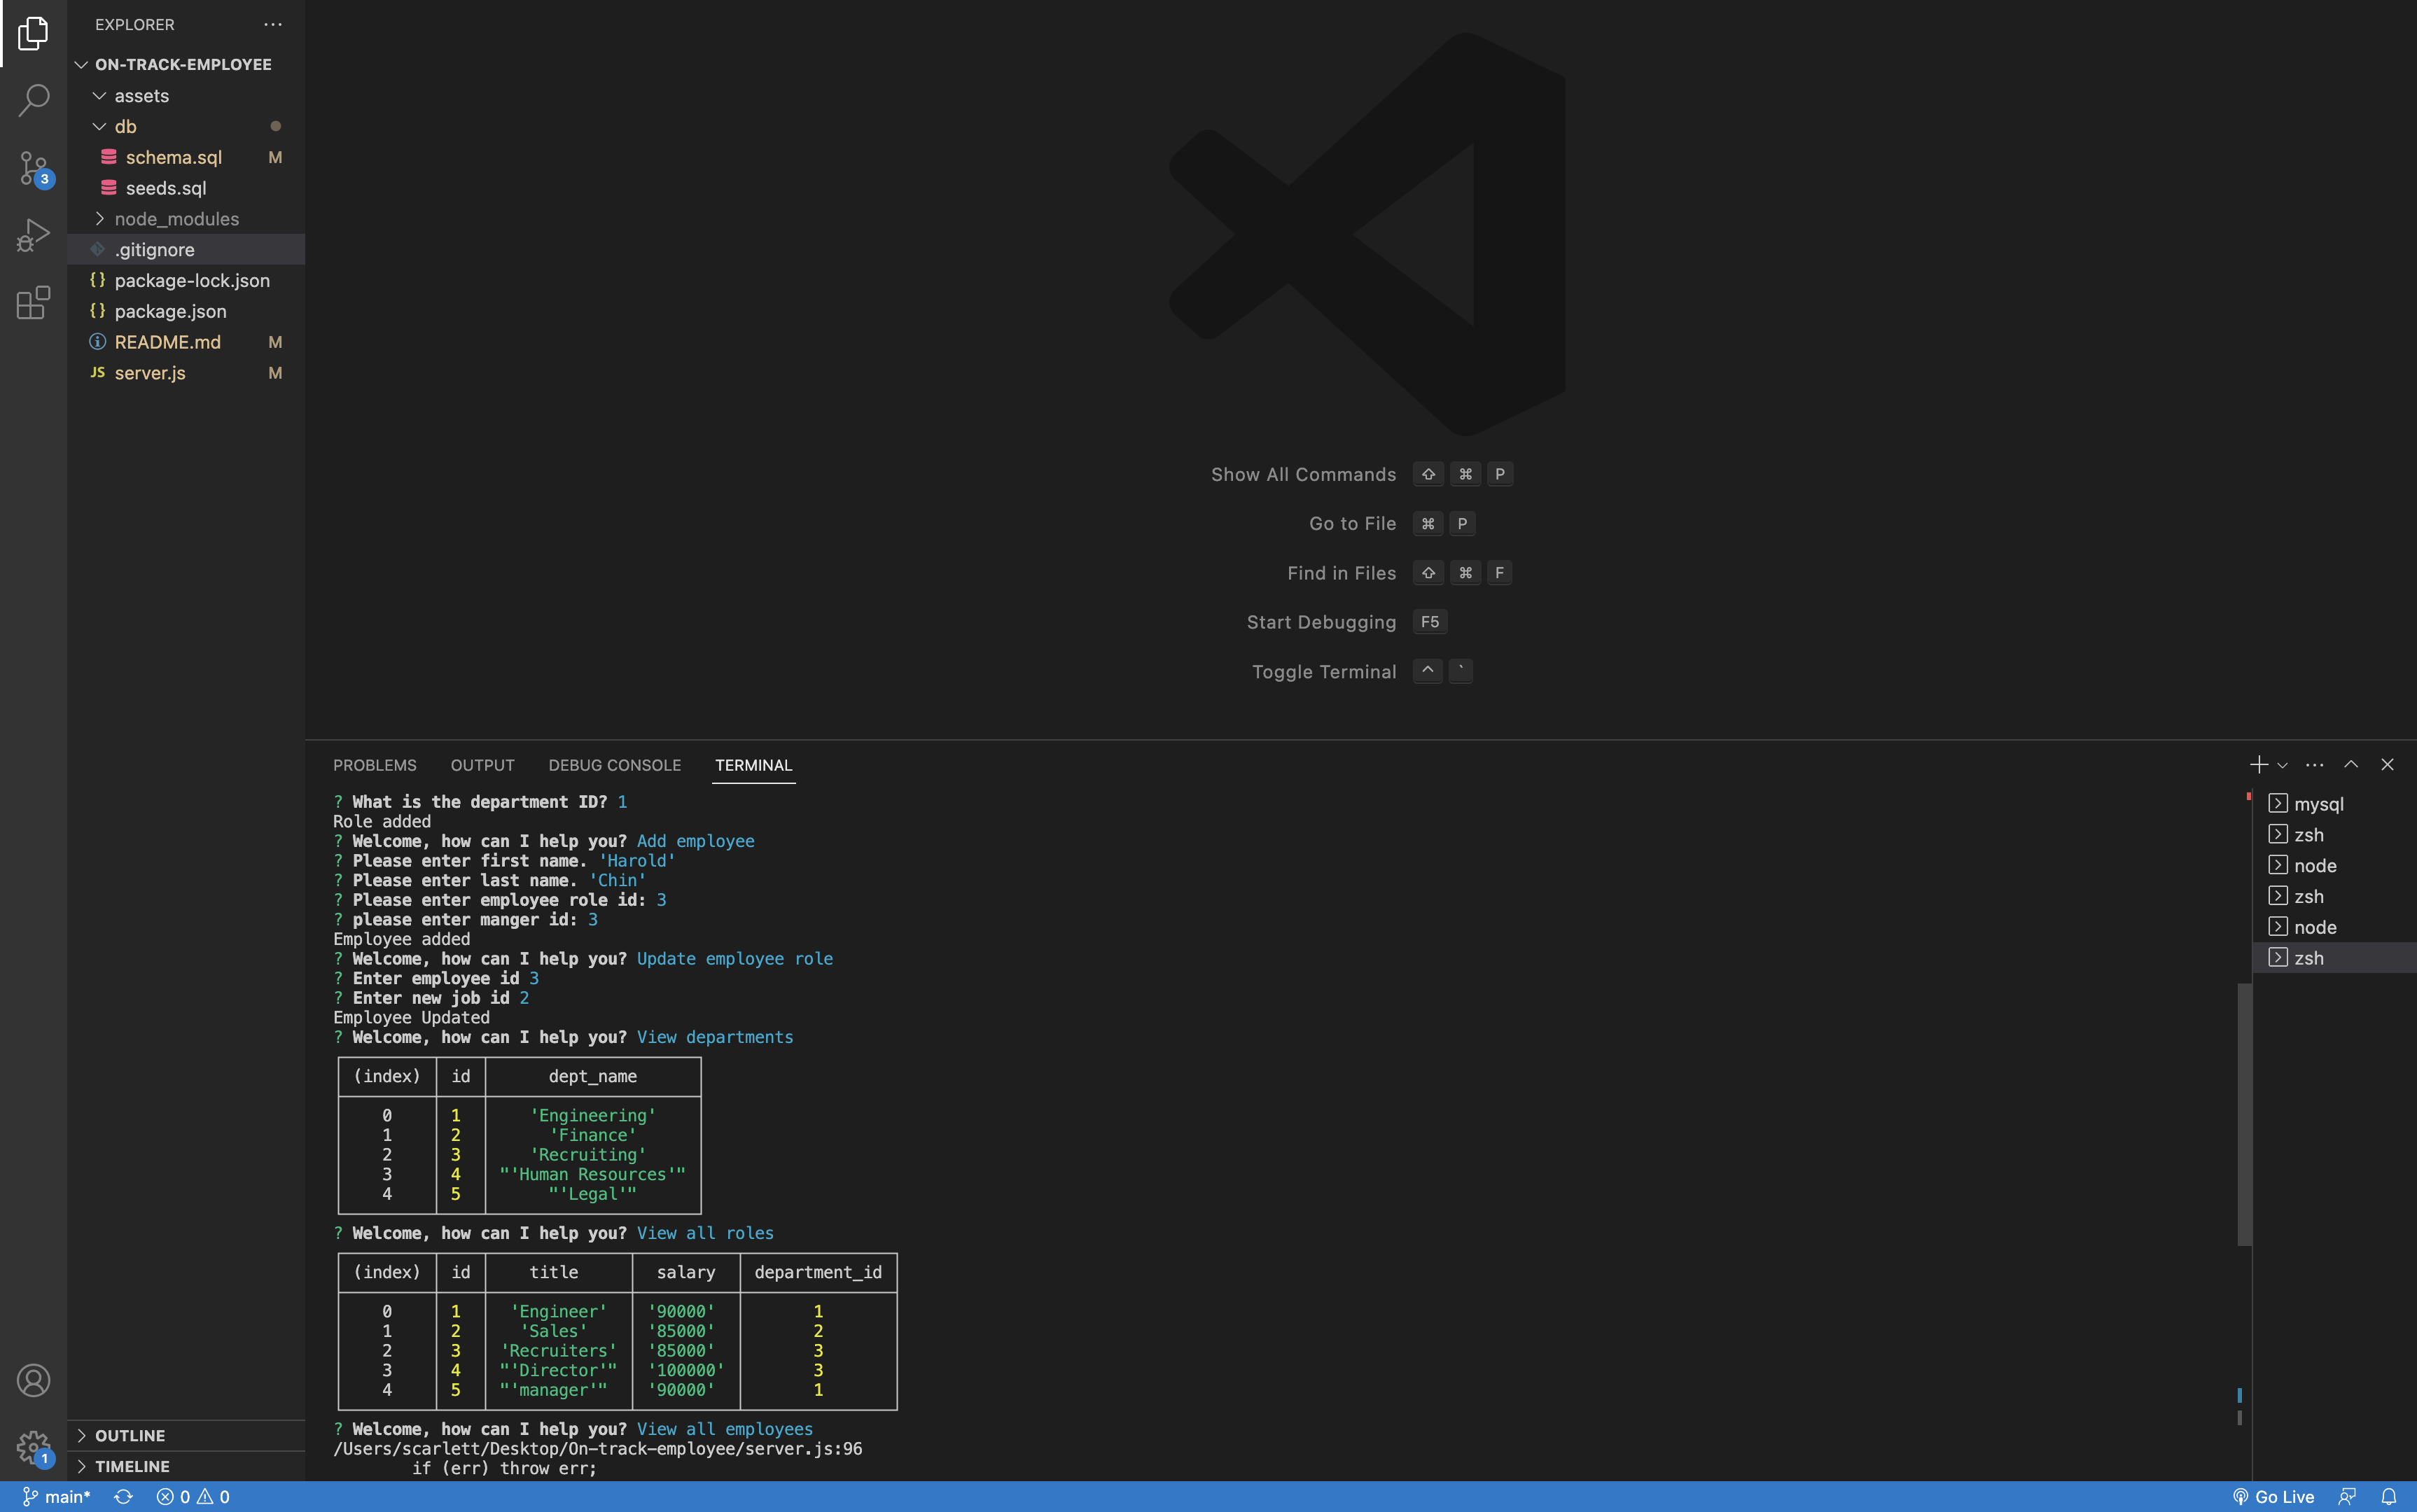 EXPLORER
ON-TRACK-EMPLOYEE
assets
db
schema.sql M
seeds.sql
node_modules
.gitignore
{} package-lock.json
{} package.json
README.md M
JS server.js M
3
OUTLINE
TIMELINE
1
Show All Commands ⇧ ⌘ P
Go to File ⌘ P
Find in Files ⇧ ⌘ F
Start Debugging F5
Toggle Terminal ^ `
PROBLEMS OUTPUT DEBUG CONSOLE TERMINAL
? What is the department ID? 1
Role added
? Welcome, how can I help you? Add employee
? Please enter first name. 'Harold'
? Please enter last name. 'Chin'
? Please enter employee role id: 3
? please enter manger id: 3
Employee added
? Welcome, how can I help you? Update employee role
? Enter employee id 3
? Enter new job id 2
Employee Updated
? Welcome, how can I help you? View departments
(index) id dept_name
0 1 'Engineering'
1 2 'Finance'
2 3 'Recruiting'
3 4 "'Human Resources'"
4 5 "'Legal'"
? Welcome, how can I help you? View all roles
(index) id title salary department_id
0 1 'Engineer' '90000' 1
1 2 'Sales' '85000' 2
2 3 'Recruiters' '85000' 3
3 4 "'Director'" '100000' 3
4 5 "'manager'" '90000' 1
? Welcome, how can I help you? View all employees
/Users/scarlett/Desktop/On-track-employee/server.js:96
if (err) throw err;
mysql
zsh
node
zsh
node
zsh
main* 0 0 Go Live